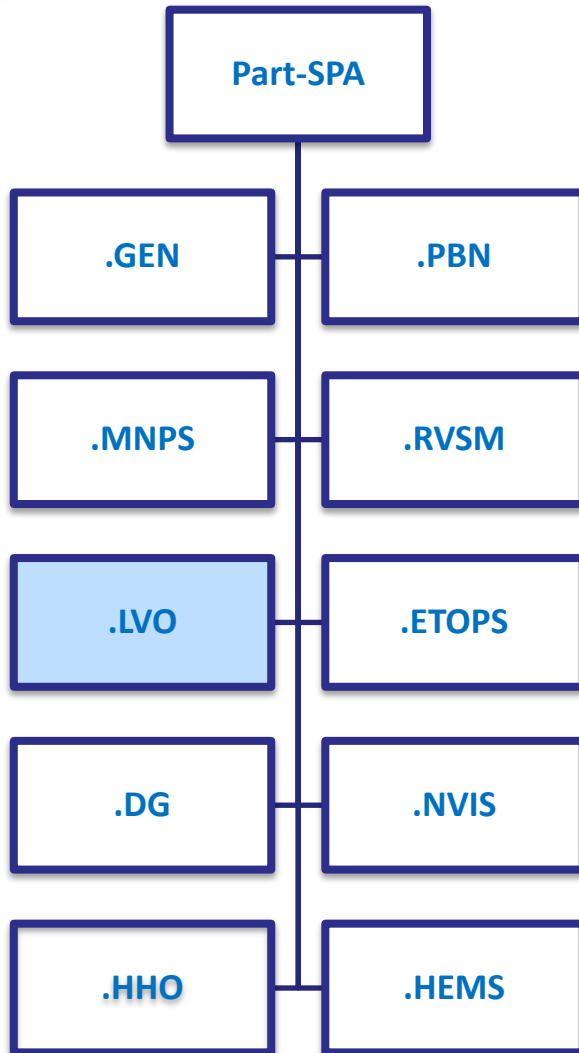 Part-SPA
.GEN
.PBN
.MNPS
.RVSM
.LVO
.ETOPS
.DG
.NVIS
.HHO
.HEMS